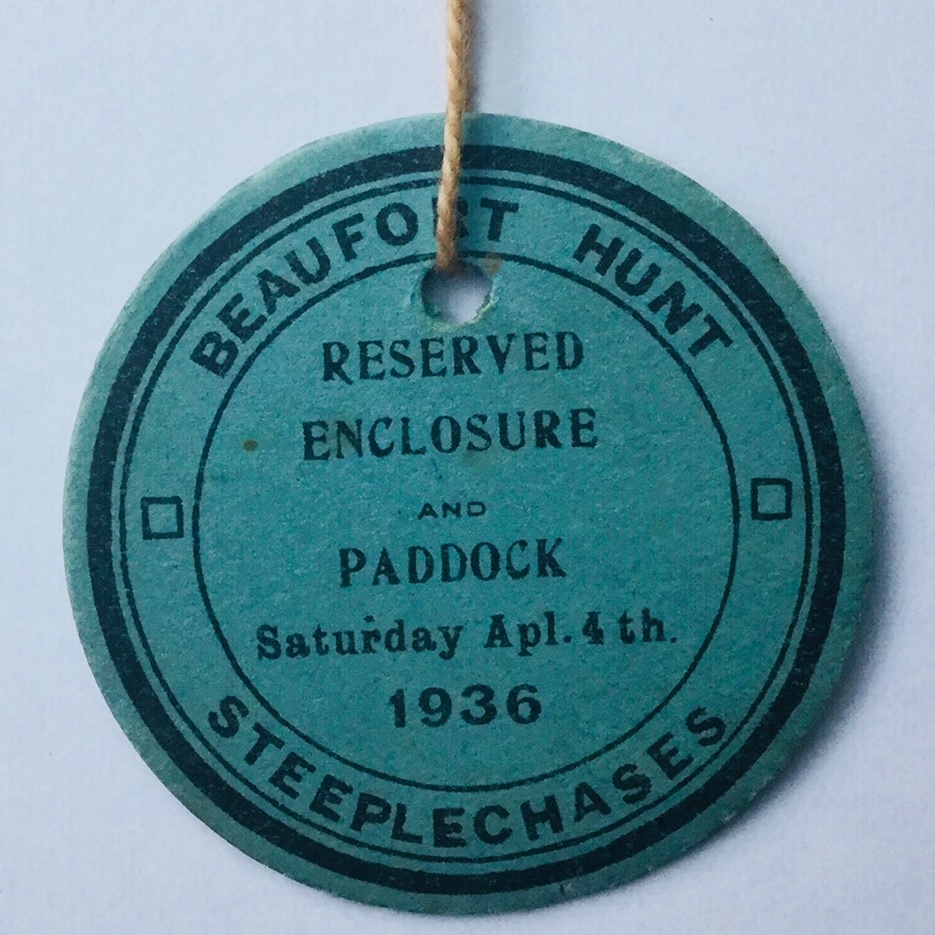 BEAUFORT HUNT
RESERVED
ENCLOSURE
AND
PADDOCK
Saturday Apl. 4th.
1936
STEEPLECHASES